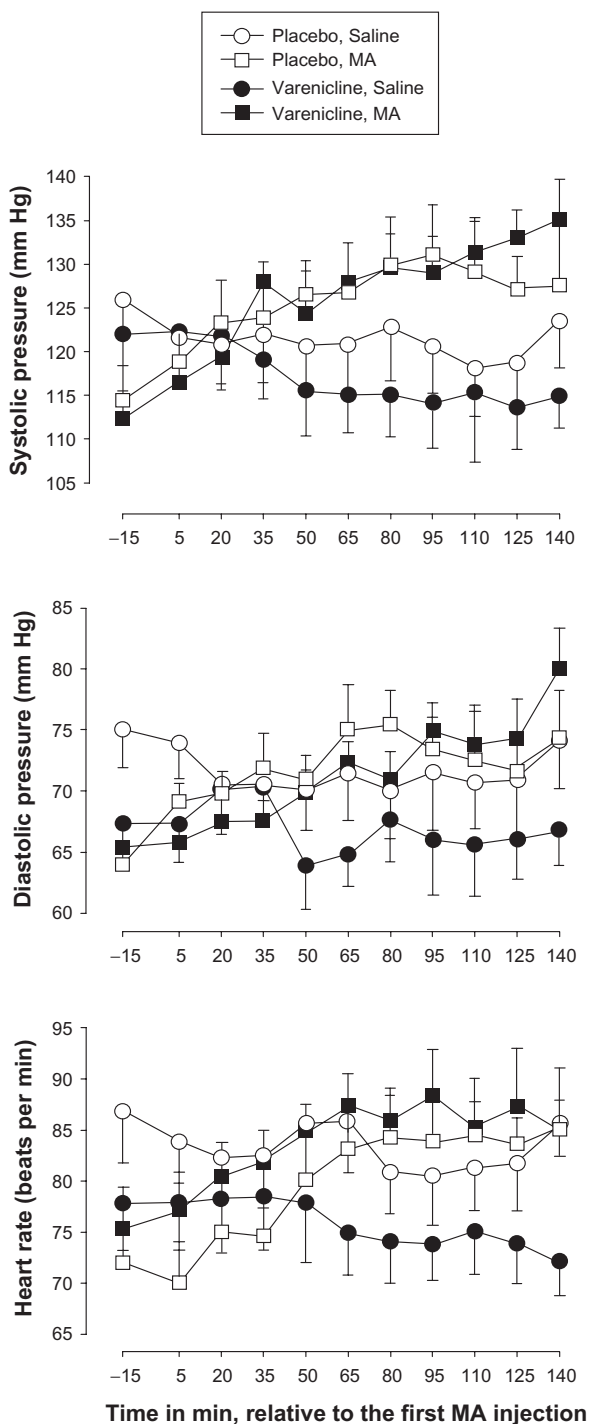 Placebo, Saline
Placebo, MA
Varenicline, Saline
Varenicline, MA
Systolic pressure (mm Hg)
140
135
130
125
120
115
110
105
–15 5 20 35 50 65 80 95 110 125 140
Diastolic pressure (mm Hg)
85
80
75
70
65
60
–15 5 20 35 50 65 80 95 110 125 140
Heart rate (beats per min)
95
90
85
80
75
70
65
–15 5 20 35 50 65 80 95 110 125 140
Time in min, relative to the first MA injection